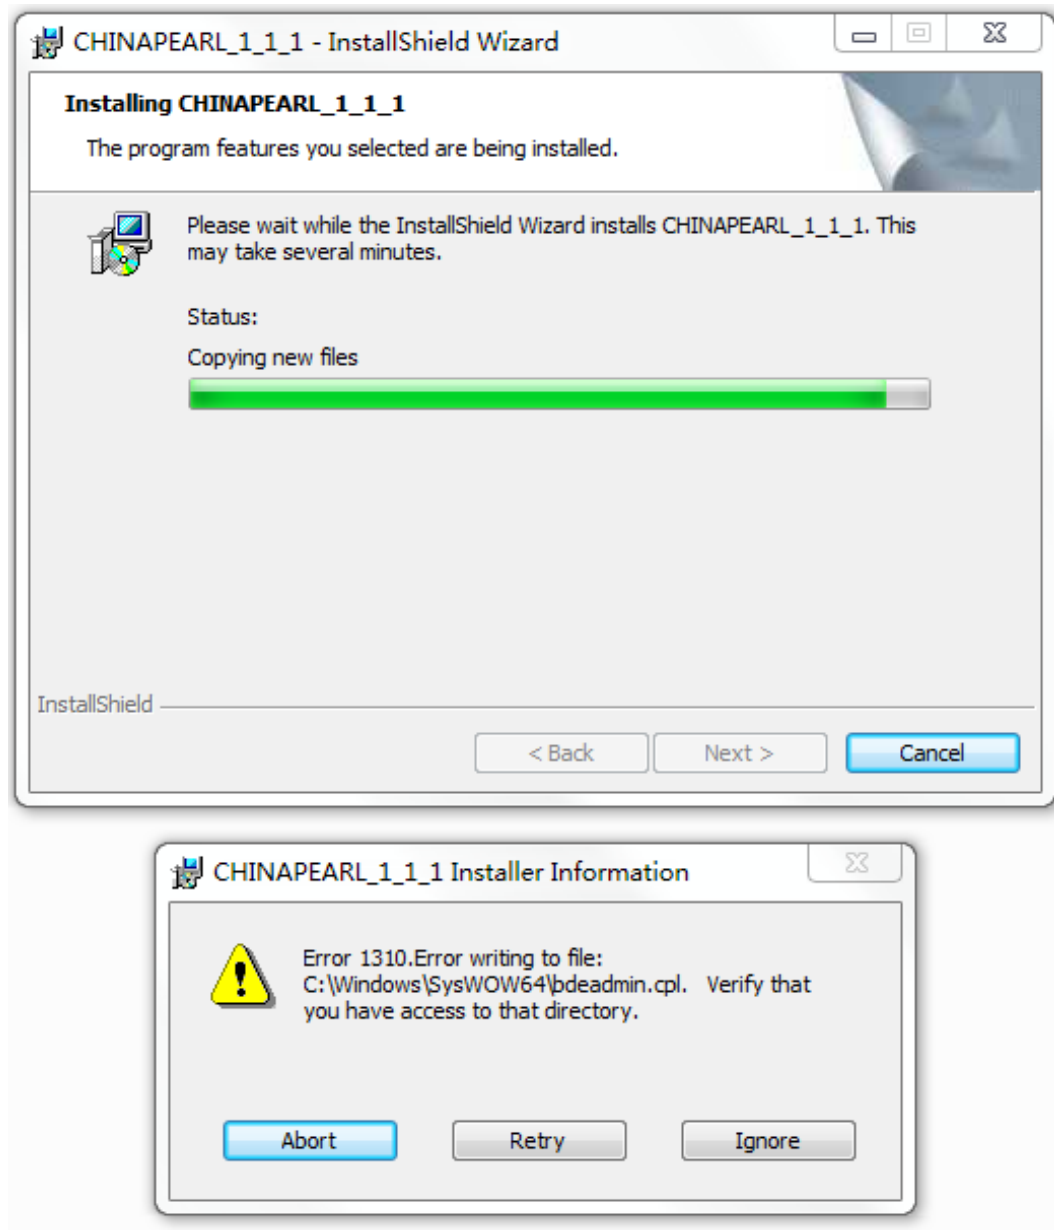 CHINAPEARL_1_1_1 - InstallShield Wizard
Installing CHINAPEARL_1_1_1
The program features you selected are being installed.
Please wait while the InstallShield Wizard installs CHINAPEARL_1_1_1. This
may take several minutes.
Status:
Copying new files
InstallShield
< Back
Next >
Cancel
CHINAPEARL_1_1_1 Installer Information
Error 1310.Error writing to file:
C:\Windows\SysWOW64\bdeadmin.cpl.   Verify that
you have access to that directory.
Abort
Retry
Ignore